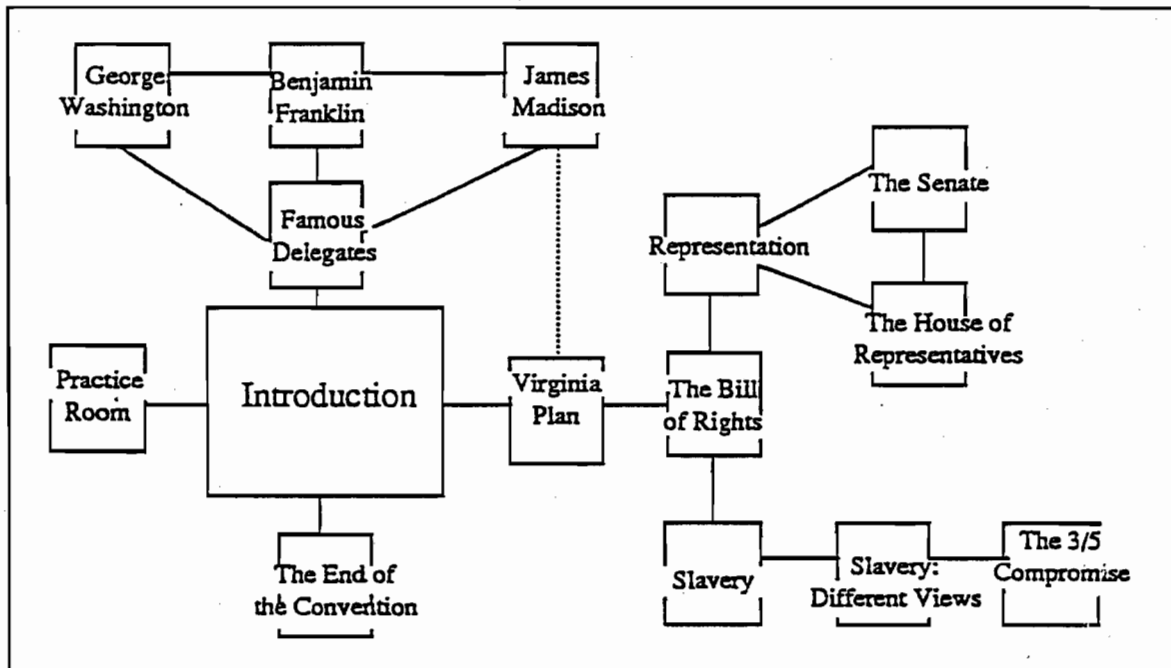 George
Washington
Benjamin
Franklin
James
Madison
Famous
Delegates
The Senate
Representation
The House of
Representatives
Practice
Room
Introduction
Virginia
Plan
The Bill
of Rights
The End of
the Convention
Slavery
Slavery:
Different Views
The 3/5
Compromise